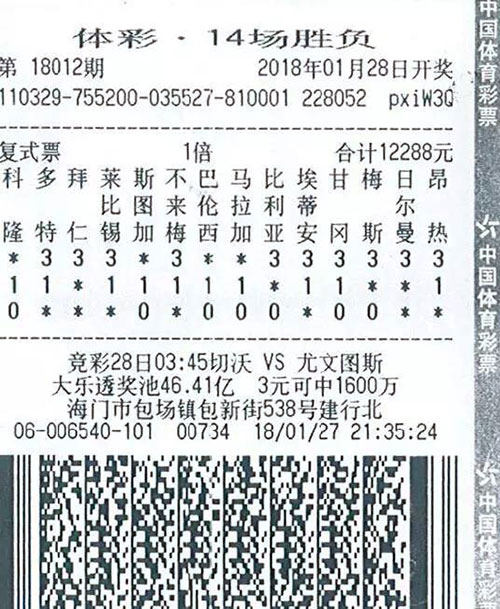 体彩·14场胜负
第 18012期 2018年01月28日开奖
110329-755200-035527-810001 228052 pxiW3Q
复式票 1倍 合计12288元
科 多 拜 莱 斯 不 巴 马 比 埃 甘 梅 日 昂
比 图 来 伦 拉 利 蒂 尔
隆 特 仁 锡 加 梅 西 加 亚 安 冈 斯 曼 热
* 3 3 3 * 3 * * 3 3 3 3 3 3
1 1 * 1 1 1 1 1 * 1 * * * 1
0 * * * 0 * 0 0 0 0 0 0 * *
竞彩28日03:45切沃 VS 尤文图斯
大乐透奖池46.41亿 3元可中1600万
海门市包场镇包新街538号建行北
06-006540-101 00734 18/01/27 21:35:24
中国体育彩票
中国体育彩票
中国体育彩